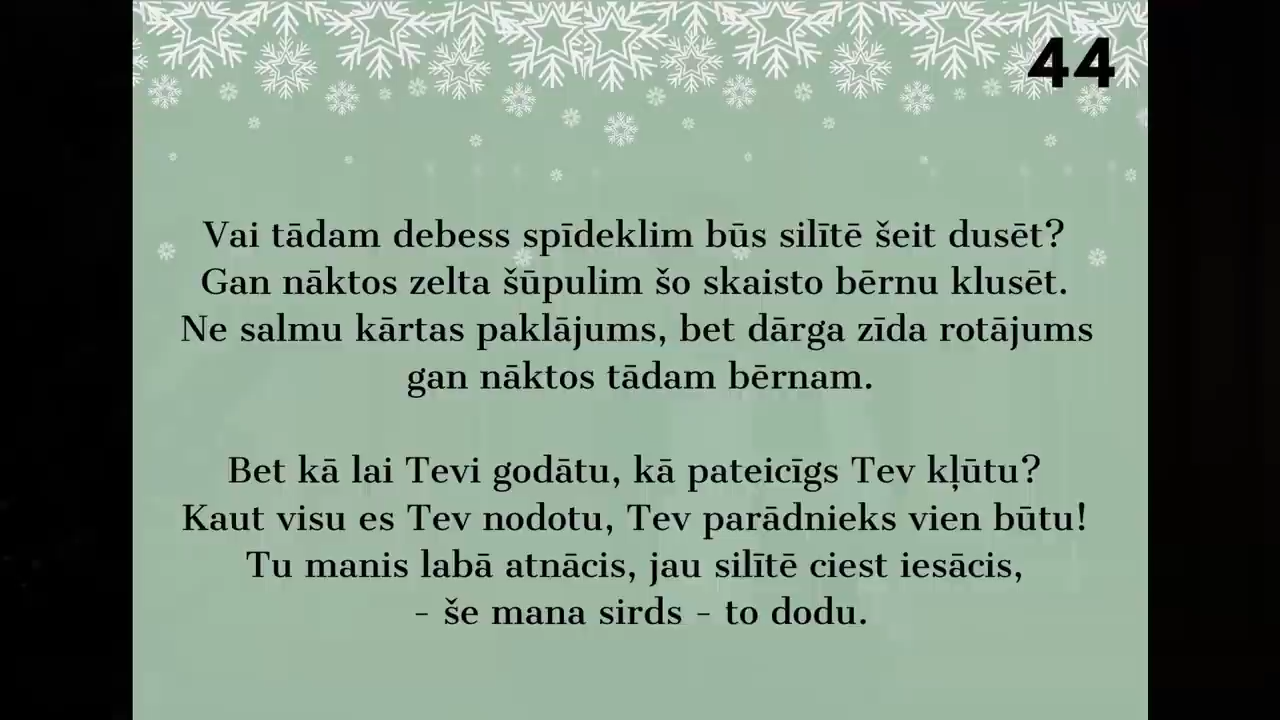 44
Vai tādam debess spīdeklim būs silītē šeit dusēt?
Gan nāktos zelta šūpulim šo skaisto bērnu klusēt.
Ne salmu kārtas paklājums, bet dārga zīda rotājums
gan nāktos tādam bērnam.
Bet kā lai Tevi godātu, kā pateicīgs Tev kļūtu?
Kaut visu es Tev nodotu, Tev parādnieks vien būtu!
Tu manis labā atnācis, jau silītē ciest iesācis,
- še mana sirds - to dodu.